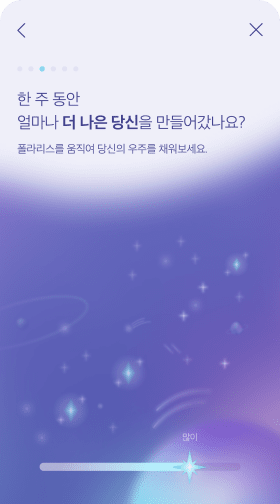 한 주 동안
얼마나 더 나은 당신을 만들어갔나요?
폴라리스를 움직여 당신의 우주를 채워보세요.
많이